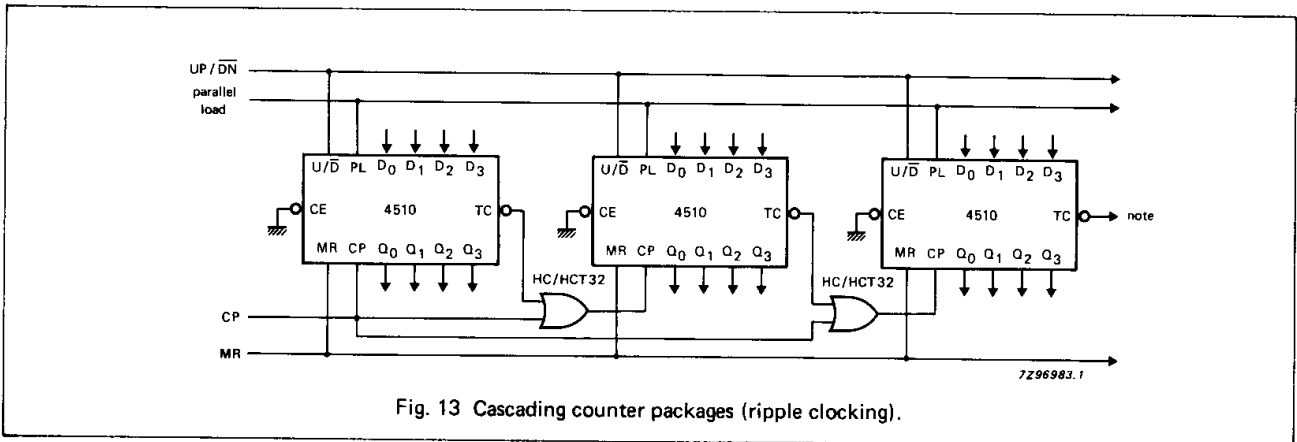 UP/DN
parallel
load
U/D PL D0 D1 D2 D3
CE 4510 TC
MR CP Q0 Q1 Q2 Q3
U/D PL D0 D1 D2 D3
CE 4510 TC
MR CP Q0 Q1 Q2 Q3
U/D PL D0 D1 D2 D3
CE 4510 TC
MR CP Q0 Q1 Q2 Q3
note
HC/HCT32
HC/HCT32
CP
MR
7Z96983.1
Fig. 13 Cascading counter packages (ripple clocking).